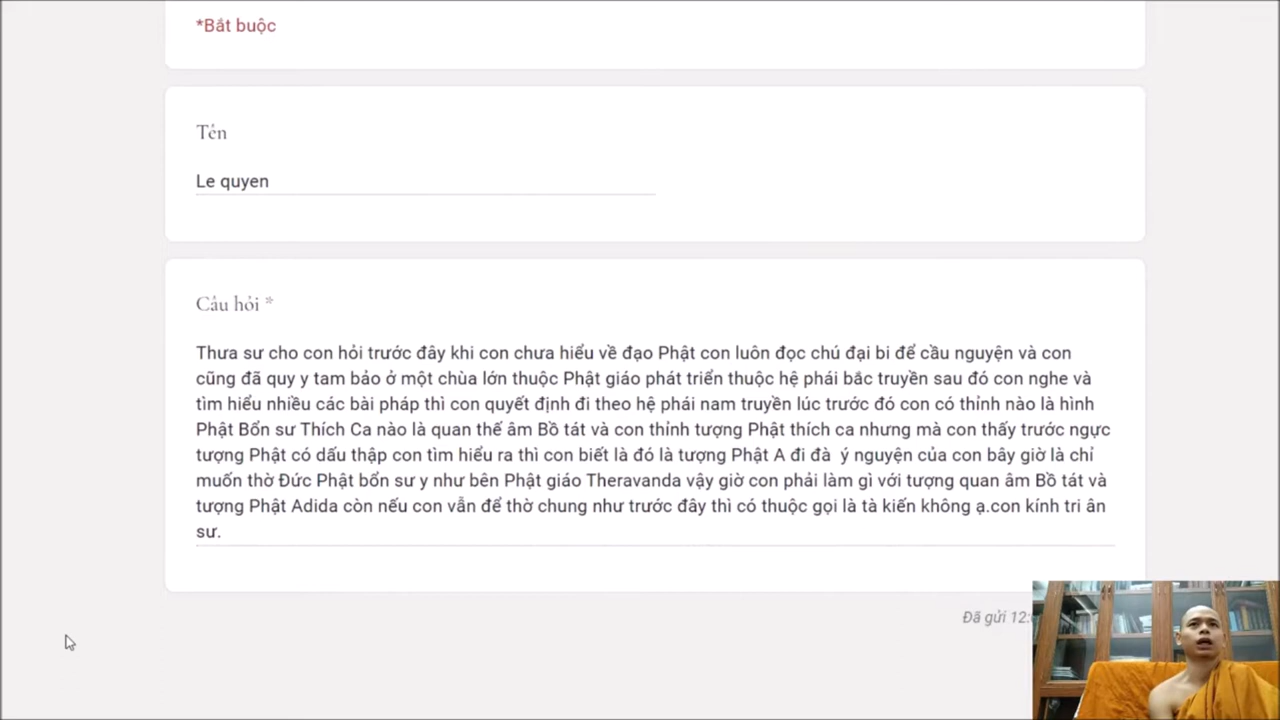 *Bắt buộc
Tên
Le quyen
Câu hỏi *
Thưa sư cho con hỏi trước đây khi con chưa hiểu về đạo Phật con luôn đọc chú đại bi để cầu nguyện và con
cũng đã quy y tam bảo ở một chùa lớn thuộc Phật giáo phát triển thuộc hệ phái bắc truyền sau đó con nghe và
tìm hiểu nhiều các bài pháp thì con quyết định đi theo hệ phái nam truyền lúc trước đó con có thỉnh nào là hình
Phật Bổn sư Thích Ca nào là quan thế âm Bồ tát và con thỉnh tượng Phật thích ca nhưng mà con thấy trước ngực
tượng Phật có dấu thập con tìm hiểu ra thì con biết là đó là tượng Phật A đi đà ý nguyện của con bây giờ là chỉ
muốn thờ Đức Phật bổn sư y như bên Phật giáo Theravanda vậy giờ con phải làm gì với tượng quan âm Bồ tát và
tượng Phật Adida còn nếu con vẫn để thờ chung như trước đây thì có thuộc gọi là tà kiến không ạ.con kính tri ân
sư.
Đã gửi 12: